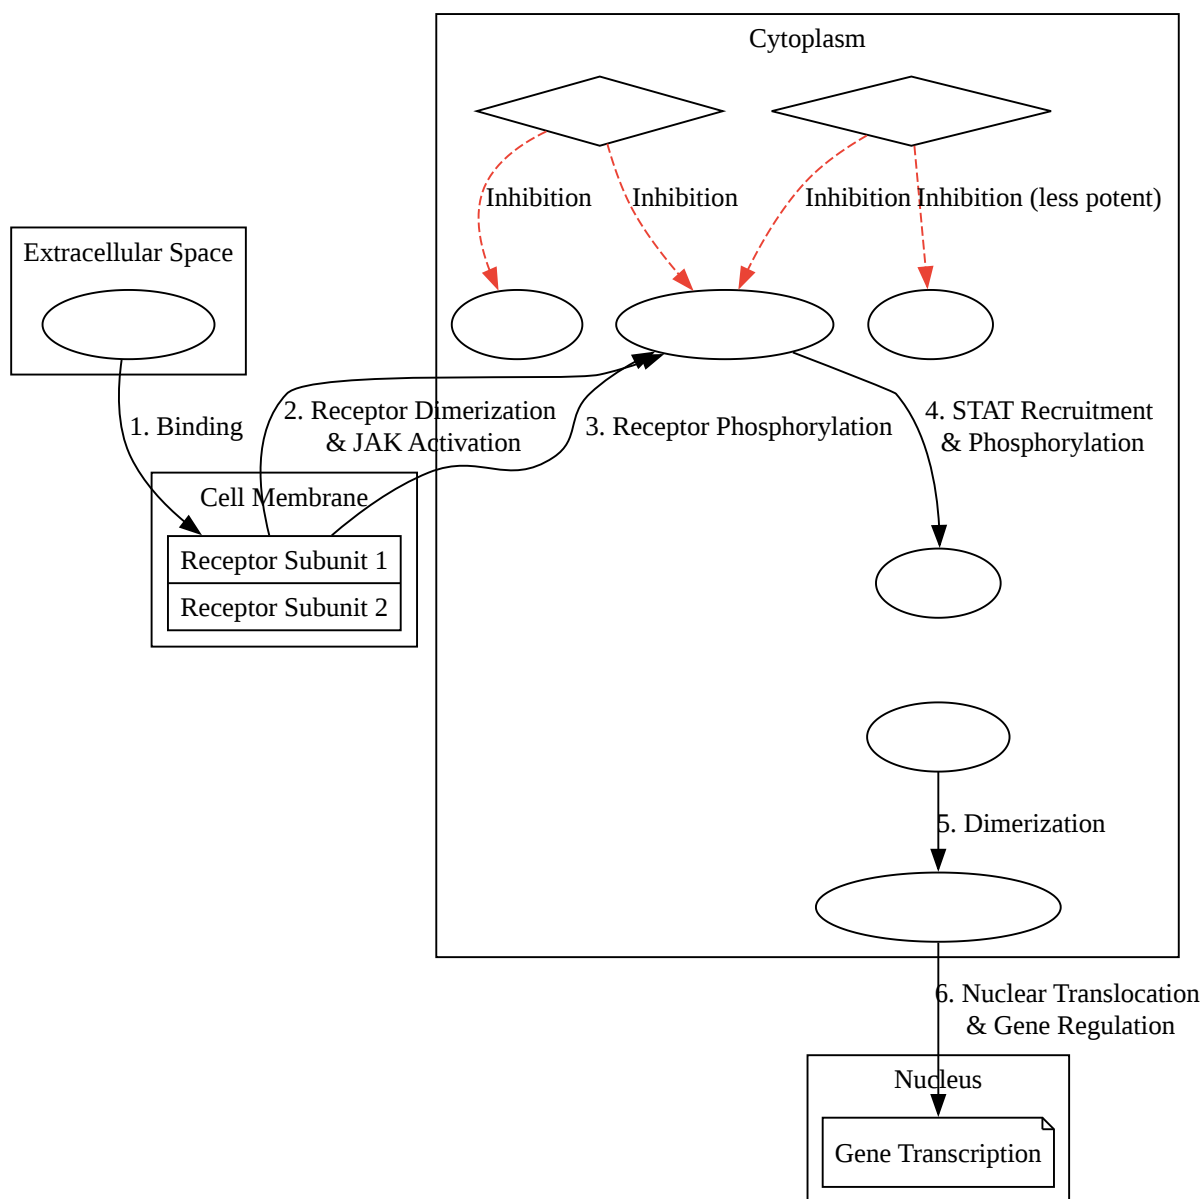 Cytoplasm
Inhibition
Inhibition
Inhibition
Inhibition (less potent)
Extracellular Space
1. Binding
2. Receptor Dimerization
& JAK Activation
3. Receptor Phosphorylation
4. STAT Recruitment
& Phosphorylation
Cell Membrane
Receptor Subunit 1
Receptor Subunit 2
5. Dimerization
6. Nuclear Translocation
& Gene Regulation
Nucleus
Gene Transcription